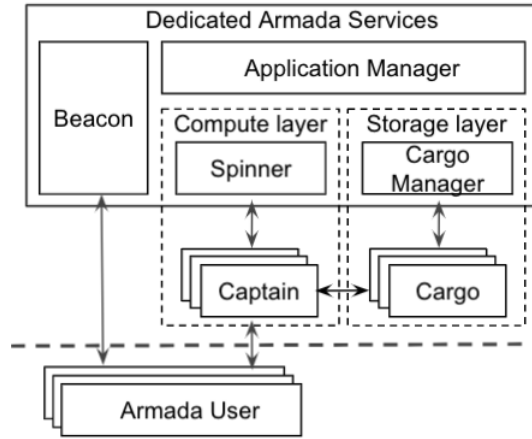 Dedicated Armada Services
Beacon
Application Manager
Compute layer
Spinner
Captain
Storage layer
Cargo
Manager
Cargo
Armada User